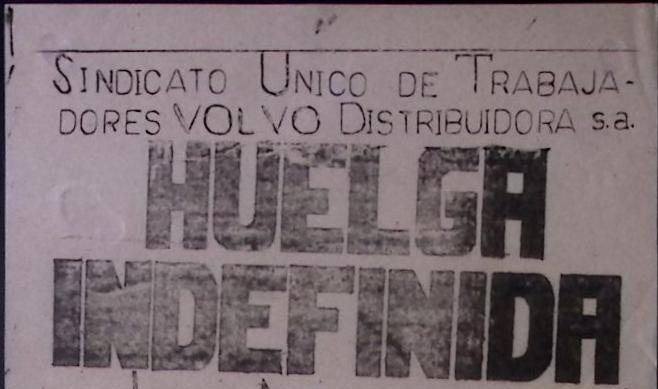 SINDICATO UNICO DE TRABAJA-
DORES VOLVO DISTRIBUIDORA s.a.
HUELGA
INDEFINIDA